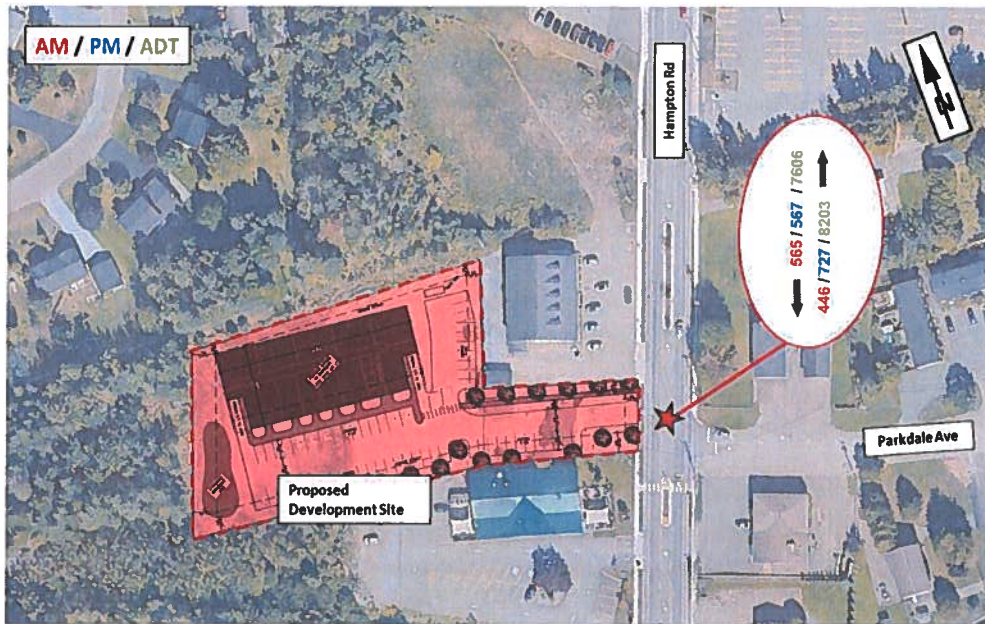 AM / PM / ADT
Hampton Rd
N
565 / 567 / 7606
446 / 727 / 8203
Parkdale Ave
Proposed
Development Site